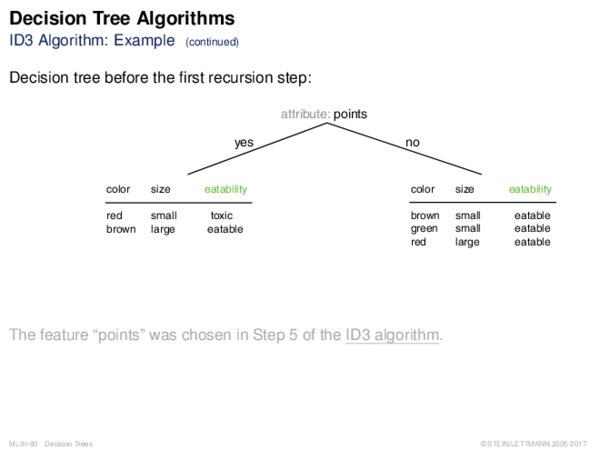 Decision Tree Algorithms
ID3 Algorithm: Example (continued)
Decision tree before the first recursion step:
attribute: points
yes
no
color size eatability
red small toxic
brown large eatable
color size eatability
brown small eatable
green small eatable
red large eatable
The feature “points” was chosen in Step 5 of the ID3 algorithm.
ML:III-80 Decision Trees
© STEIN/LETTMANN 2005-2017